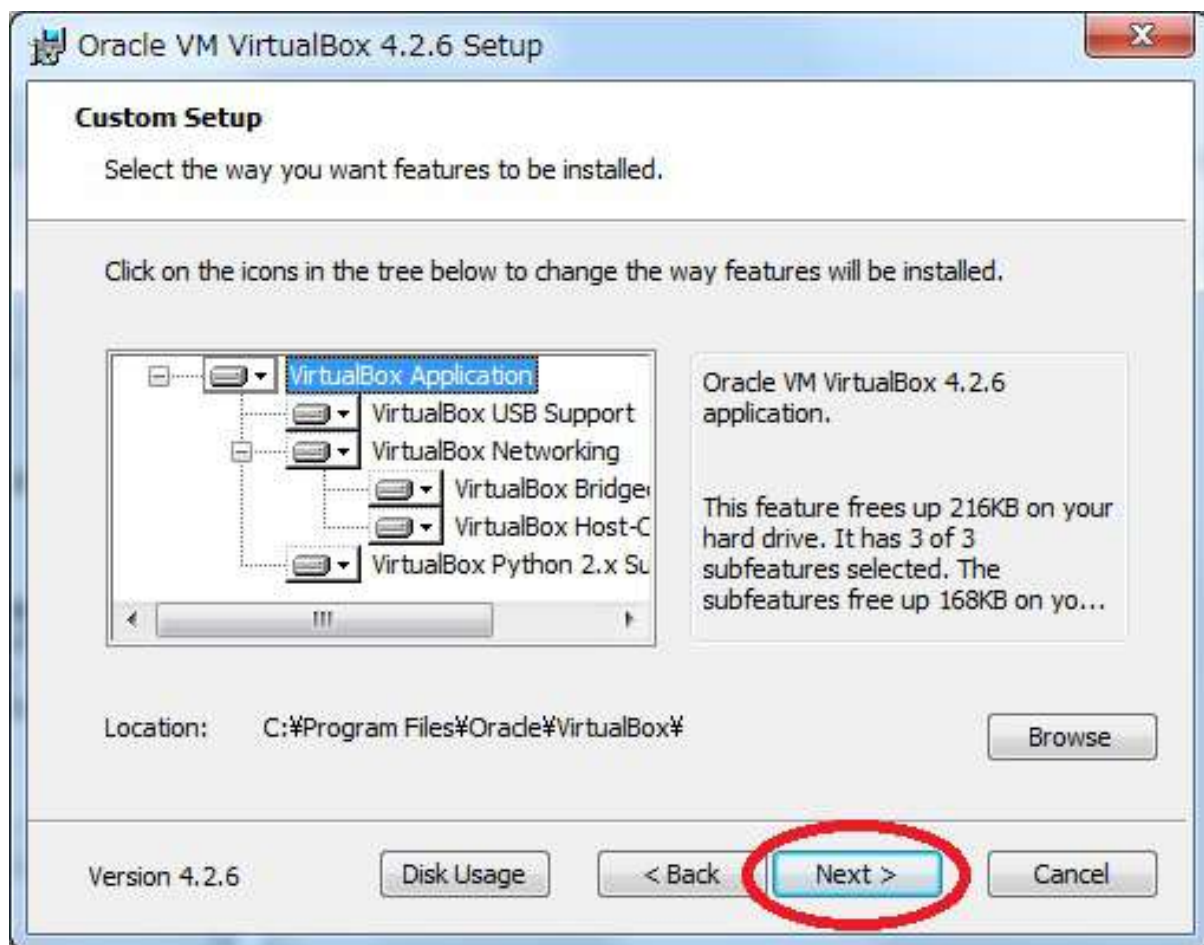 Oracle VM VirtualBox 4.2.6 Setup
Custom Setup
Select the way you want features to be installed.
Click on the icons in the tree below to change the way features will be installed.
VirtualBox Application
VirtualBox USB Support
VirtualBox Networking
VirtualBox Bridge
VirtualBox Host-C
VirtualBox Python 2.x Su
Oracle VM VirtualBox 4.2.6
application.
This feature frees up 216KB on your
hard drive. It has 3 of 3
subfeatures selected. The
subfeatures free up 168KB on yo...
Location: C:¥Program Files¥Oracle¥VirtualBox¥
Browse
Version 4.2.6
Disk Usage
< Back
Next >
Cancel